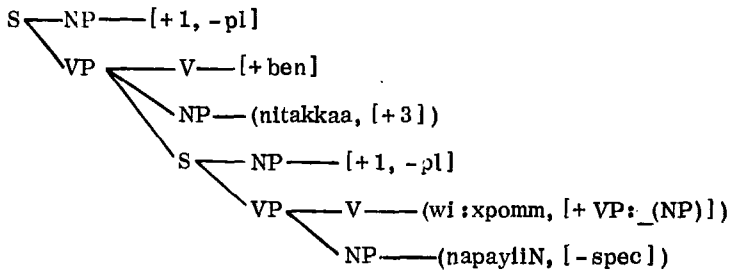 S NP [+1, -pl]
VP V [+ben]
NP (nitakkaa, [+3])
S NP [+1, -pl]
VP V (wi:xpomm, [+VP:_(NP)])
NP (napayiiN, [-spec])